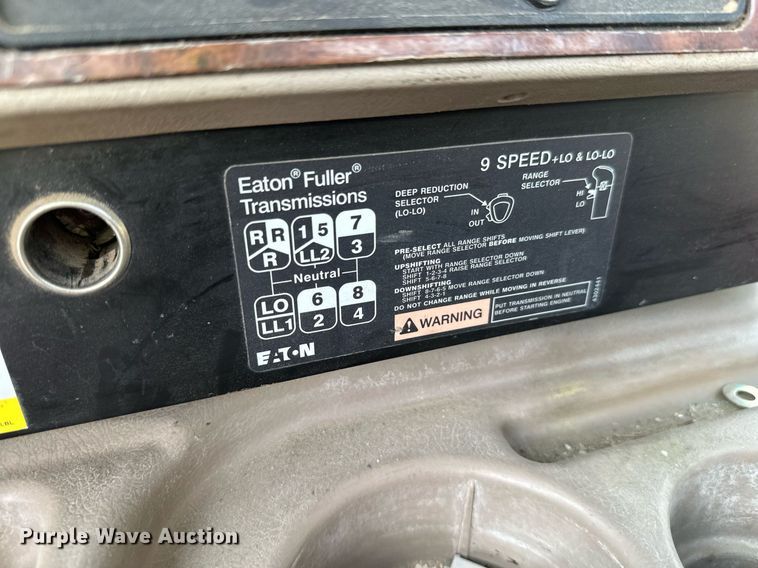 Eaton® Fuller®
Transmissions
9 SPEED +LO & LO-LO
DEEP REDUCTION
SELECTOR
(LO-LO)
IN
OUT
RANGE
SELECTOR
HI
LO
R R 1 5 7
R LL2 3
Neutral
LO 6 8
LL1 2 4
PRE-SELECT ALL RANGE SHIFTS
(MOVE RANGE SELECTOR BEFORE MOVING SHIFT LEVER)
UPSHIFTING
START WITH RANGE SELECTOR DOWN
SHIFT 1-2-3-4 RAISE RANGE SELECTOR
SHIFT 5-6-7-8
DOWNSHIFTING
SHIFT 8-7-6-5 MOVE RANGE SELECTOR DOWN
SHIFT 4-3-2-1
DO NOT CHANGE RANGE WHILE MOVING IN REVERSE
WARNING
PUT TRANSMISSION IN NEUTRAL
BEFORE STARTING ENGINE
EATON
LBL
Purple Wave Auction